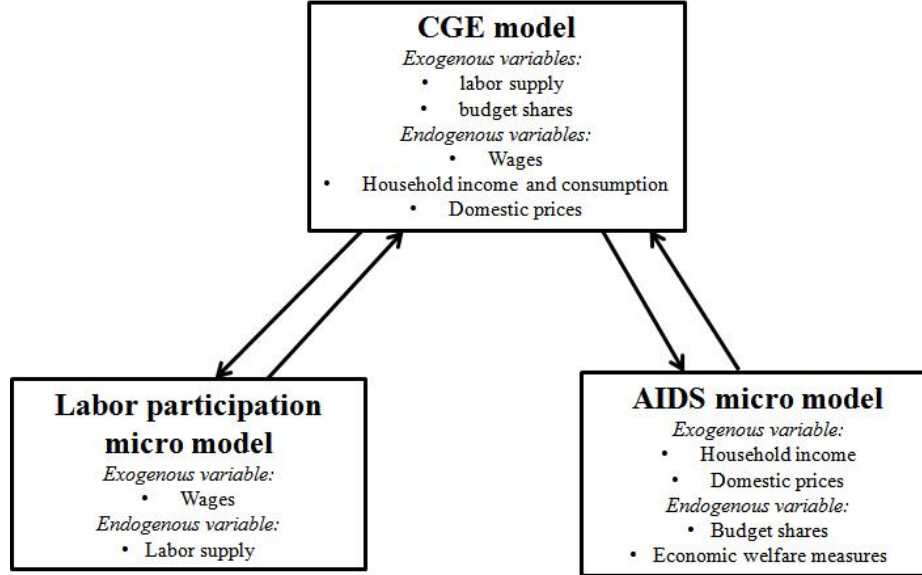 CGE model
Exogenous variables:
• labor supply
• budget shares
Endogenous variables:
• Wages
• Household income and consumption
• Domestic prices
Labor participation
micro model
Exogenous variable:
• Wages
Endogenous variable:
• Labor supply
AIDS micro model
Exogenous variable:
• Household income
• Domestic prices
Endogenous variable:
• Budget shares
• Economic welfare measures